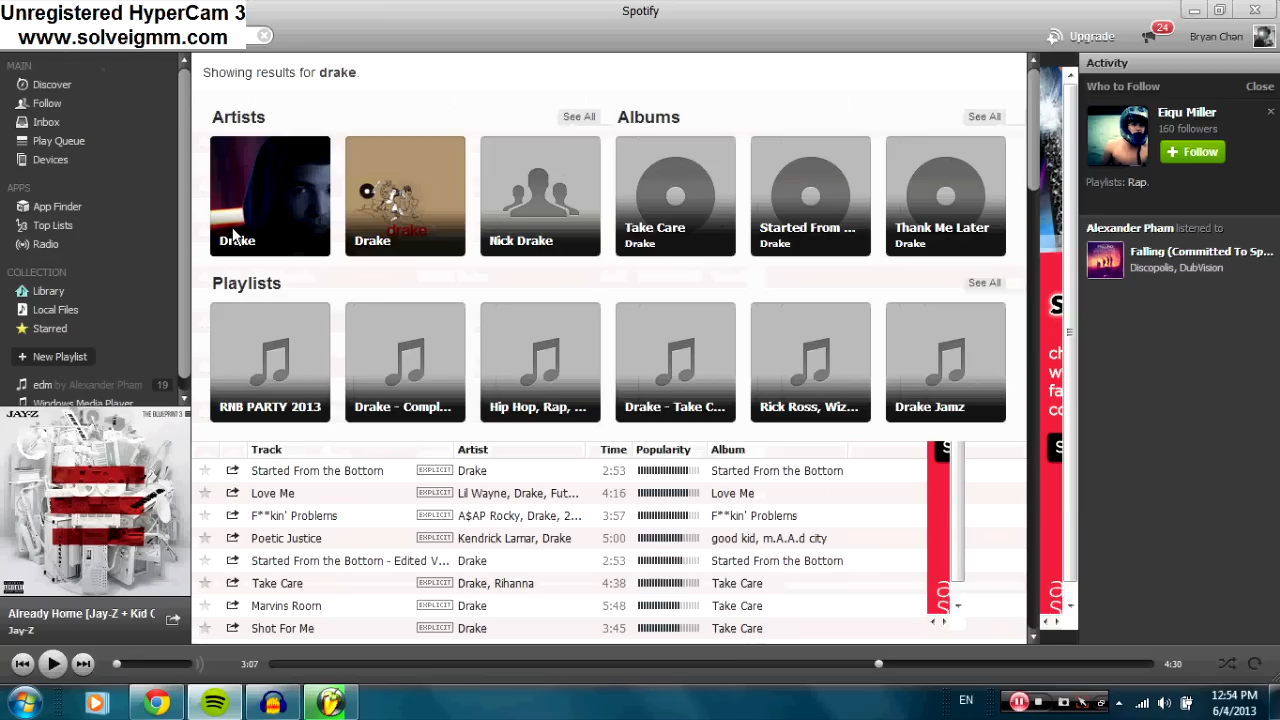 Unregistered HyperCam 3
www.solveigmm.com
Spotify
Upgrade
24
Bryan Chan
MAIN
Discover
Follow
Inbox
Play Queue
Devices
APPS
App Finder
Top Lists
Radio
COLLECTION
Library
Local Files
Starred
New Playlist
edm by Alexander Pham 19
Windows Media Player
JAY-Z THE BLUEPRINT 3
Already Home [Jay-Z + Kid C
Jay-Z
Showing results for drake.
Artists See All
Drake
Drake
Nick Drake
Albums See All
Take Care
Drake
Started From ...
Drake
Thank Me Later
Drake
Playlists See All
RNB PARTY 2013
Drake - Compl...
Hip Hop, Rap, ...
Drake - Take C...
Rick Ross, Wiz...
Drake Jamz
Track Artist Time Popularity Album
Started From the Bottom EXPLICIT Drake 2:53 Started From the Bottom
Love Me EXPLICIT Lil Wayne, Drake, Fut... 4:16 Love Me
F**kin' Problems EXPLICIT A$AP Rocky, Drake, 2... 3:57 F**kin' Problems
Poetic Justice EXPLICIT Kendrick Lamar, Drake 5:00 good kid, m.A.A.d city
Started From the Bottom - Edited V... Drake 2:53 Started From the Bottom
Take Care EXPLICIT Drake, Rihanna 4:38 Take Care
Marvins Room EXPLICIT Drake 5:48 Take Care
Shot For Me EXPLICIT Drake 3:45 Take Care
Activity
Who to Follow Close
Eiqu Miller
160 followers
Follow
Playlists: Rap.
Alexander Pham listened to
Falling (Committed To Sp...
Discopolis, DubVision
3:07
4:30
EN
12:54 PM
6/4/2013